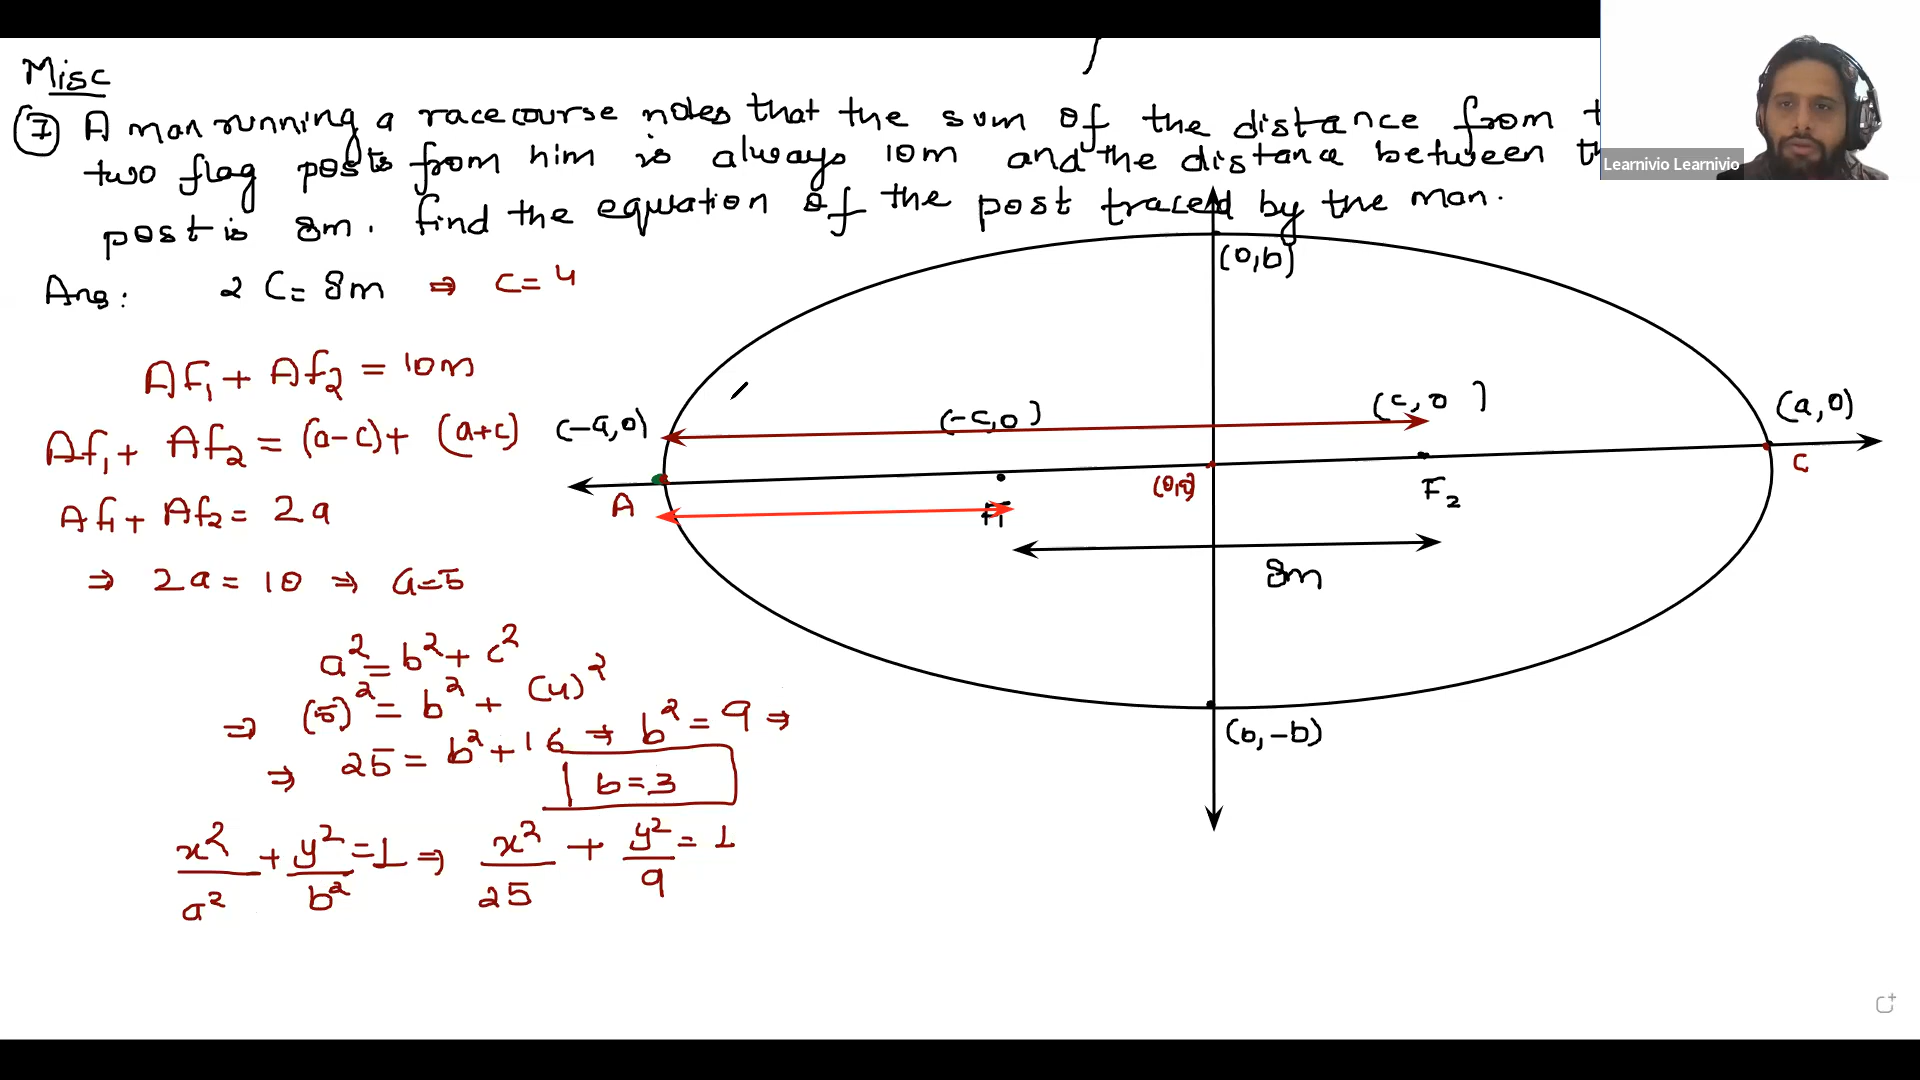 Misc
(7) A man running a racecourse notes that the sum of the distance from t
two flag posts from him is always 10m and the distance between th
post is 8m. find the equation of the post traced by the man.
Ans: 2C = 8m ⇒ C = 4
AF₁ + Af₂ = 10m
Af₁ + Af₂ = (a-c) + (a+c)
Af₁ + Af₂ = 2a
⇒ 2a = 10 ⇒ a=5
a² = b² + c²
⇒ (5)² = b² + (4)²
⇒ 25 = b² + 16 ⇒ b² = 9 ⇒
b = 3
x²/a² + y²/b² = 1 ⇒ x²/25 + y²/9 = 1
(0,b)
(-a,0)
(-c,0)
(c,0)
(a,0)
A
F₁
(0,0)
F₂
C
8m
(0,-b)
Learnivio Learnivio